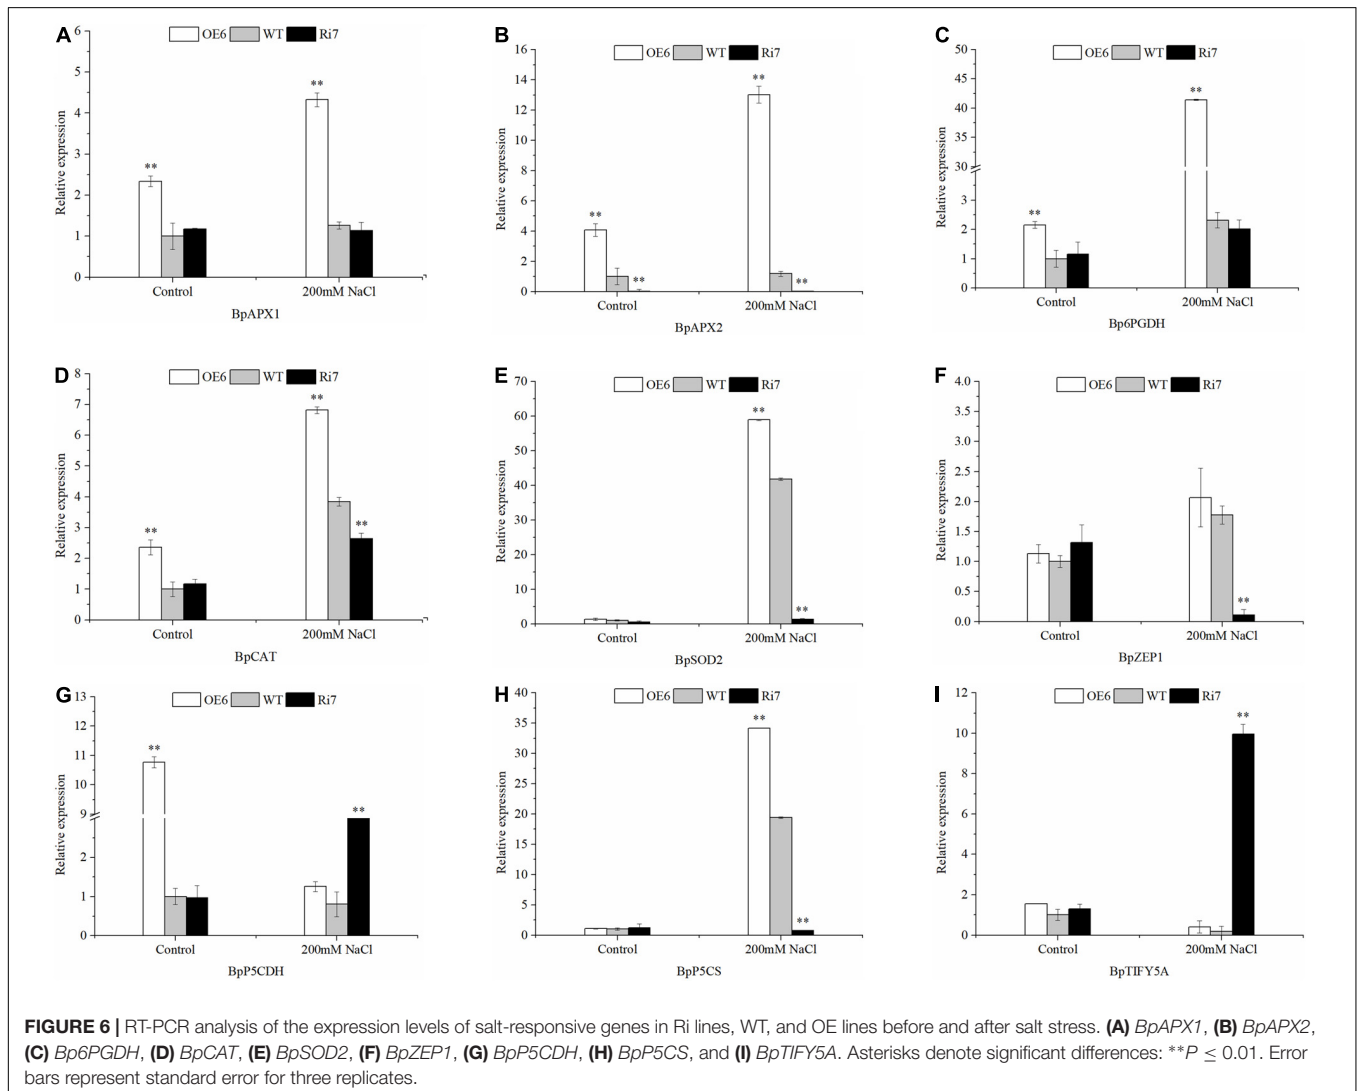 A
OE6 WT Ri7
6
5
4
3
2
1
0
Relative expression
**
**
Control 200mM NaCl
BpAPX1
B
OE6 WT Ri7
16
14
12
10
8
6
4
2
0
Relative expression
**
**
**
**
Control 200mM NaCl
BpAPX2
C
OE6 WT Ri7
50
45
40
35
30
3
2
1
0
Relative expression
**
**
Control 200mM NaCl
Bp6PGDH
D
OE6 WT Ri7
8
7
6
5
4
3
2
1
0
Relative expression
**
**
**
Control 200mM NaCl
BpCAT
E
OE6 WT Ri7
70
60
50
40
30
20
10
0
Relative expression
**
**
Control 200mM NaCl
BpSOD2
F
OE6 WT Ri7
4.0
3.5
3.0
2.5
2.0
1.5
1.0
0.5
0.0
Relative expression
**
Control 200mM NaCl
BpZEP1
G
OE6 WT Ri7
13
12
11
10
9
2
1
0
Relative expression
**
**
Control 200mM NaCl
BpP5CDH
H
OE6 WT Ri7
40
35
30
25
20
15
10
5
0
Relative expression
**
**
Control 200mM NaCl
BpP5CS
I
OE6 WT Ri7
12
10
8
6
4
2
0
Relative expression
**
Control 200mM NaCl
BpTIFY5A
FIGURE 6 | RT-PCR analysis of the expression levels of salt-responsive genes in Ri lines, WT, and OE lines before and after salt stress. (A) BpAPX1, (B) BpAPX2,
(C) Bp6PGDH, (D) BpCAT, (E) BpSOD2, (F) BpZEP1, (G) BpP5CDH, (H) BpP5CS, and (I) BpTIFY5A. Asterisks denote significant differences: **P ≤ 0.01. Error
bars represent standard error for three replicates.